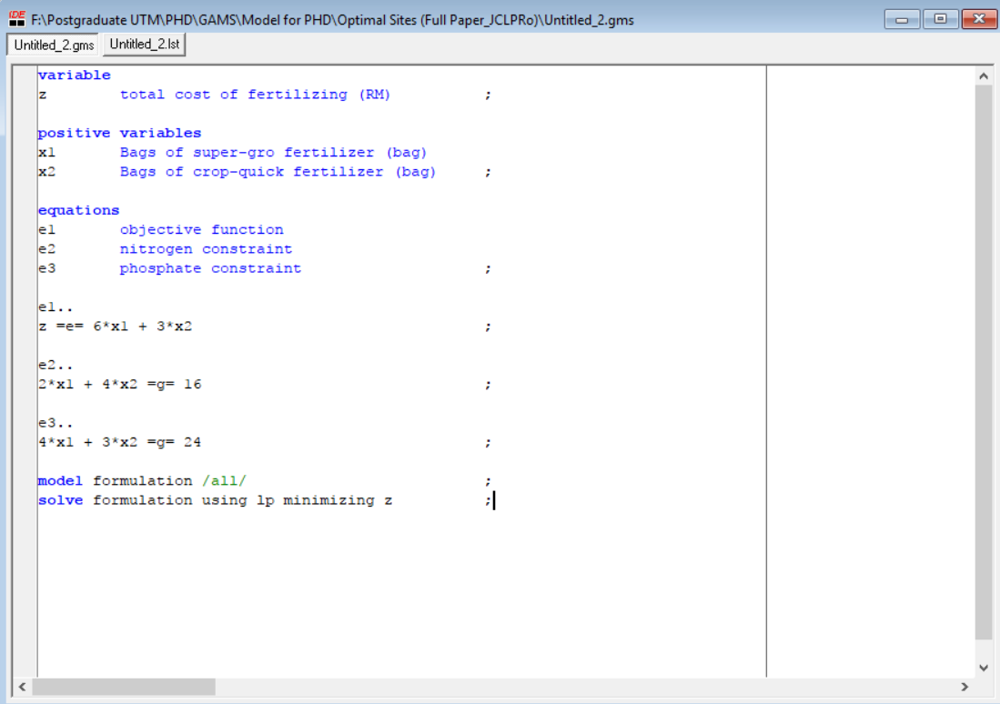 IDE F:\Postgraduate UTM\PHD\GAMS\Model for PHD\Optimal Sites (Full Paper_JCLPRo)\Untitled_2.gms
Untitled_2.gms Untitled_2.lst
variable
z total cost of fertilizing (RM) ;
positive variables
x1 Bags of super-gro fertilizer (bag)
x2 Bags of crop-quick fertilizer (bag) ;
equations
e1 objective function
e2 nitrogen constraint
e3 phosphate constraint ;
e1..
z =e= 6*x1 + 3*x2 ;
e2..
2*x1 + 4*x2 =g= 16 ;
e3..
4*x1 + 3*x2 =g= 24 ;
model formulation /all/ ;
solve formulation using lp minimizing z ;